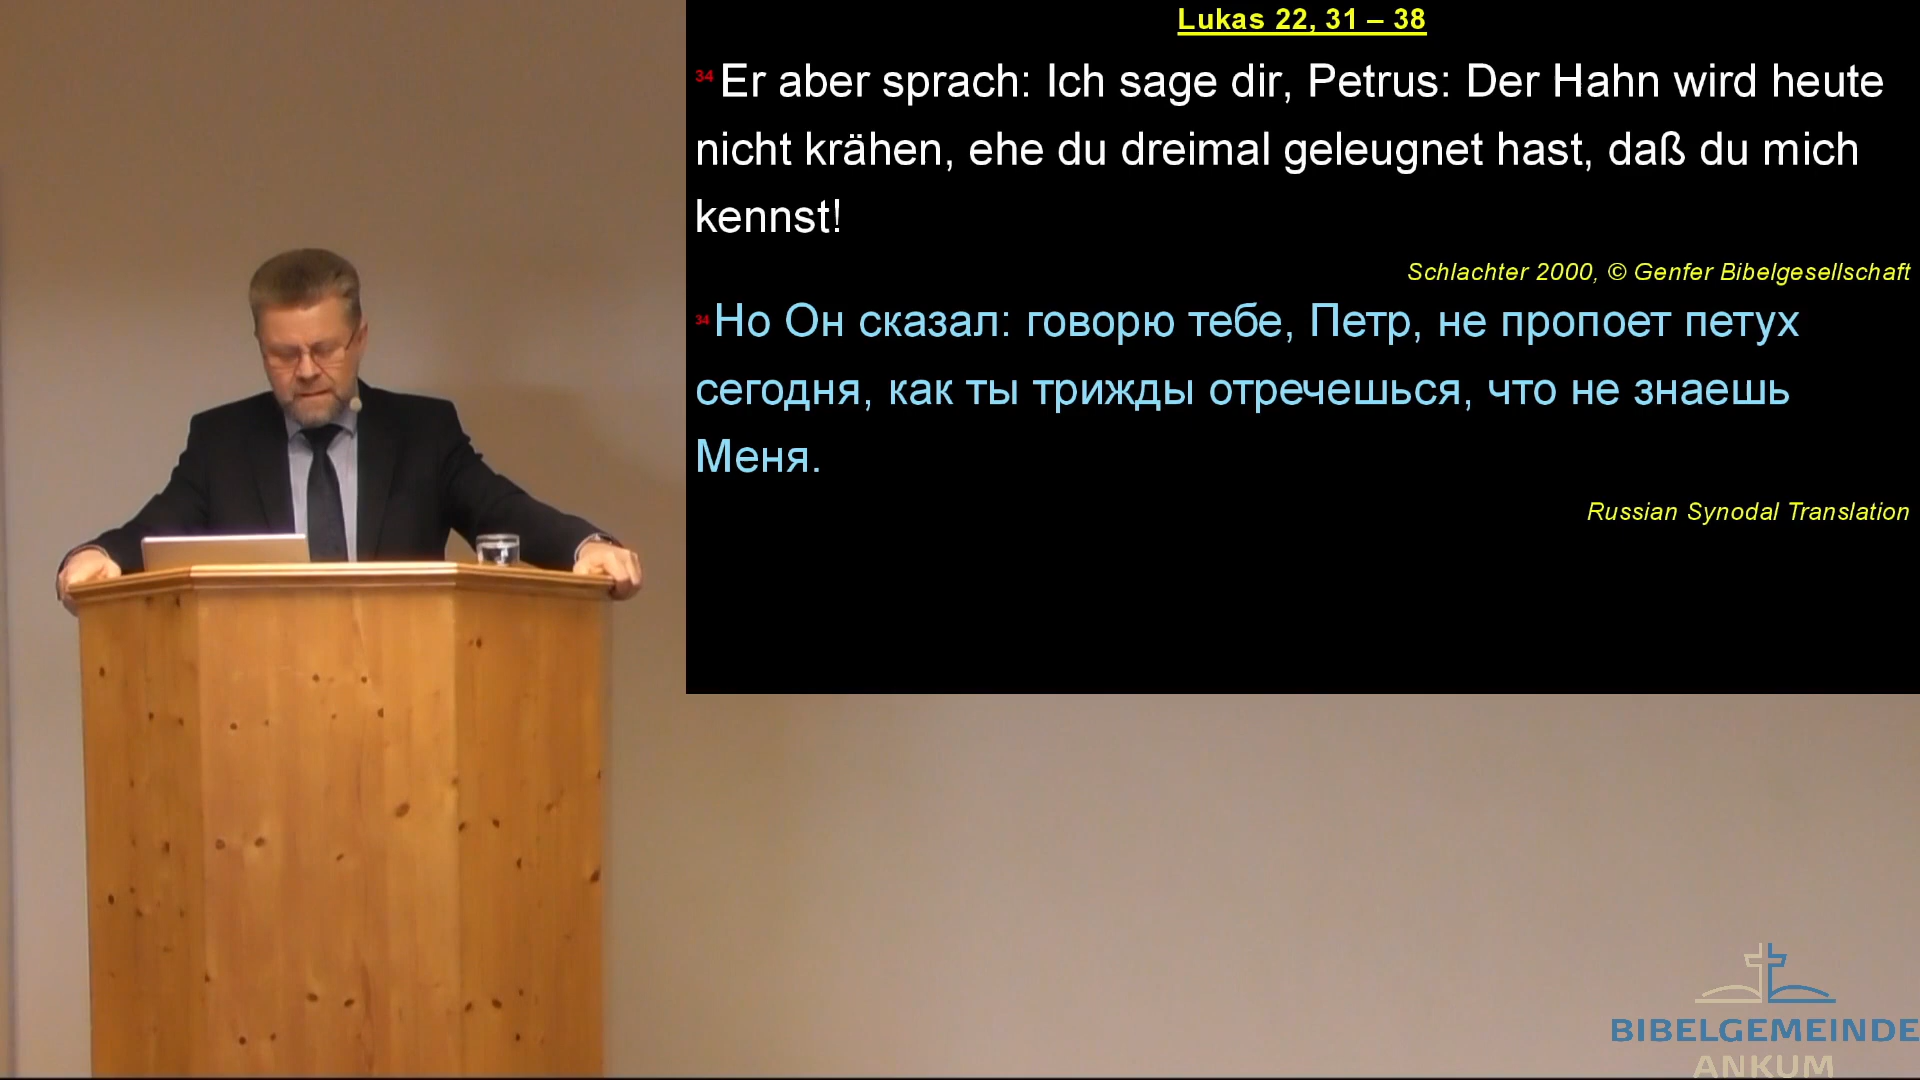 Lukas 22, 31 – 38
34 Er aber sprach: Ich sage dir, Petrus: Der Hahn wird heute
nicht krähen, ehe du dreimal geleugnet hast, daß du mich
kennst!
Schlachter 2000, © Genfer Bibelgesellschaft
34 Но Он сказал: говорю тебе, Петр, не пропоет петух
сегодня, как ты трижды отречешься, что не знаешь
Меня.
Russian Synodal Translation
BIBELGEMEINDE
ANKUM